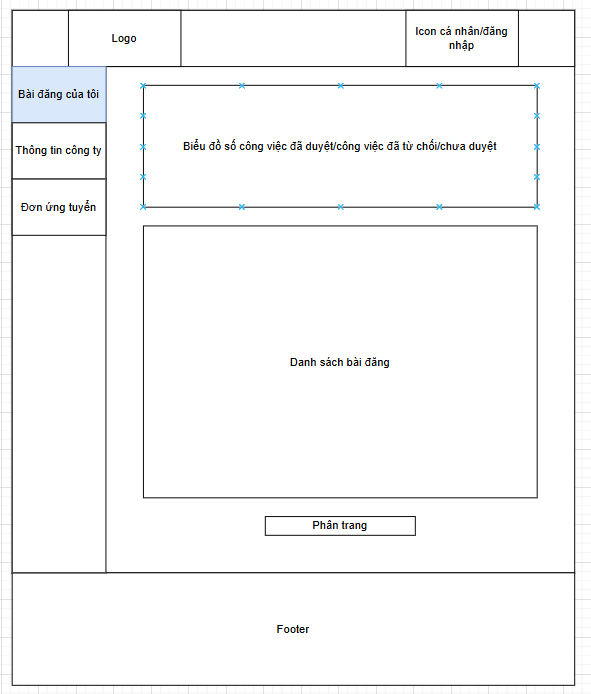 Logo
Icon cá nhân/đăng
nhập
Bài đăng của tôi
Thông tin công ty
Đơn ứng tuyển
Biểu đồ số công việc đã duyệt/công việc đã từ chối/chưa duyệt
Danh sách bài đăng
Phân trang
Footer